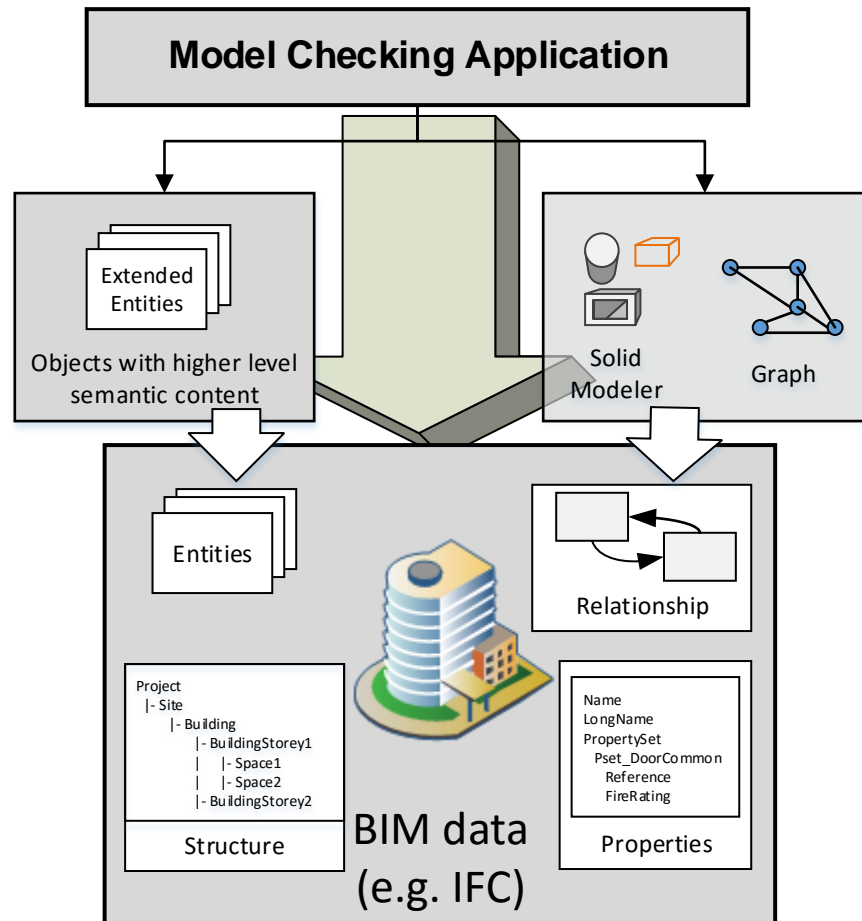 Model Checking Application
Extended
Entities
Objects with higher level
semantic content
Solid
Modeler
Graph
Entities
Relationship
Project
|- Site
|- Building
|- BuildingStorey1
| |- Space1
| |- Space2
|- BuildingStorey2
Structure
Name
LongName
PropertySet
Pset_DoorCommon
Reference
FireRating
Properties
BIM data
(e.g. IFC)